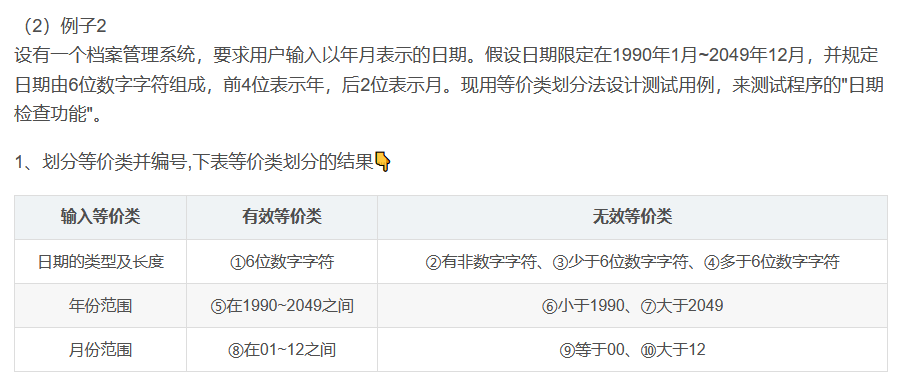 （2）例子2
设有一个档案管理系统，要求用户输入以年月表示的日期。假设日期限定在1990年1月~2049年12月，并规定
日期由6位数字字符组成，前4位表示年，后2位表示月。现用等价类划分法设计测试用例，来测试程序的"日期
检查功能"。
1、划分等价类并编号,下表等价类划分的结果👇
输入等价类 有效等价类 无效等价类
日期的类型及长度 ①6位数字字符 ②有非数字字符、③少于6位数字字符、④多于6位数字字符
年份范围 ⑤在1990~2049之间 ⑥小于1990、⑦大于2049
月份范围 ⑧在01~12之间 ⑨等于00、⑩大于12